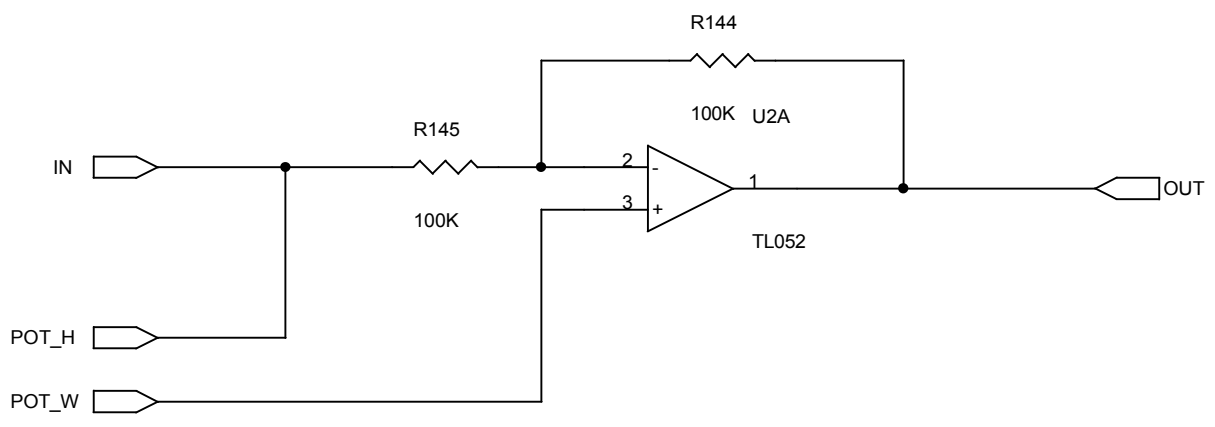 R144
100K
U2A
R145
IN
2
-
1
OUT
3
+
100K
TL052
POT_H
POT_W